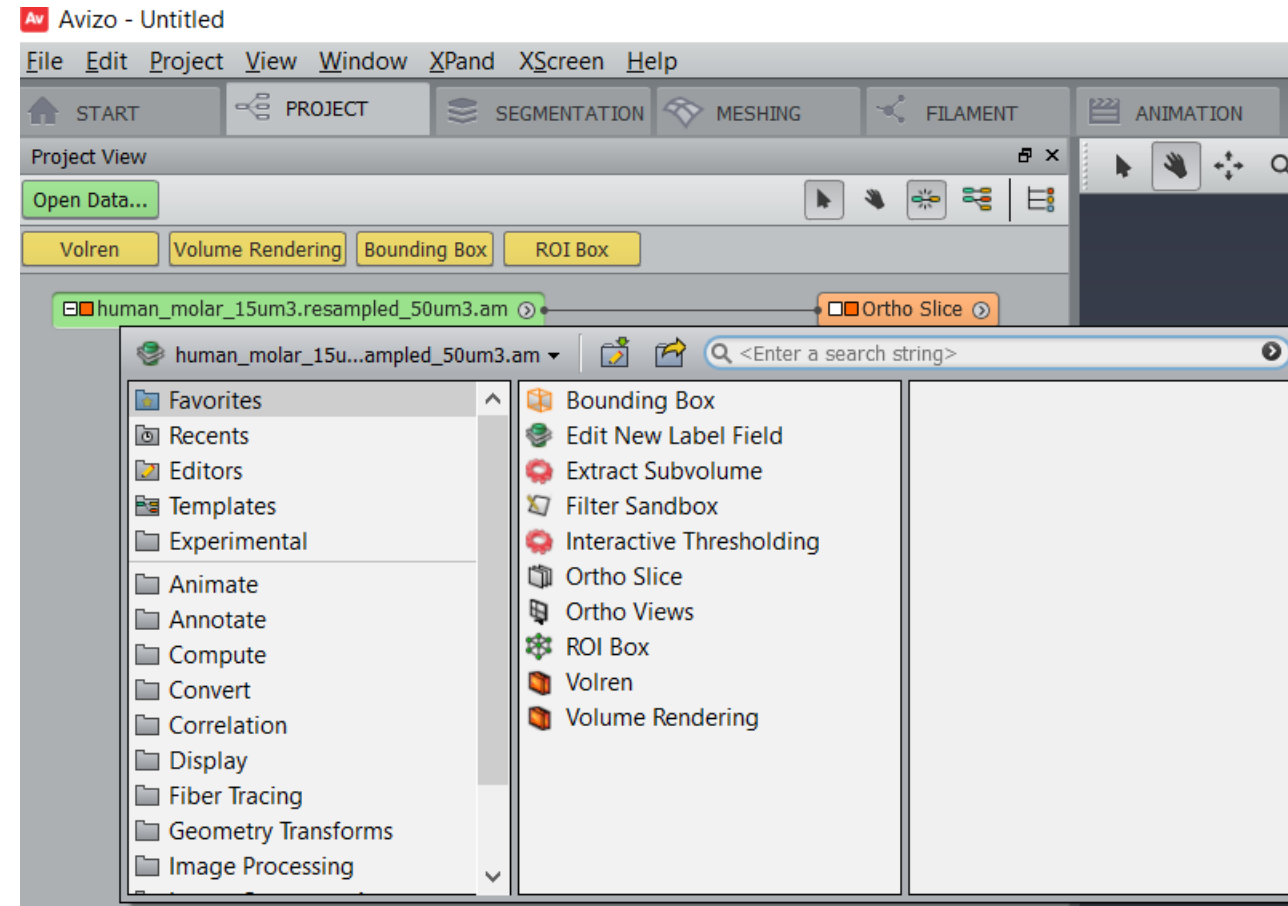 Av Avizo - Untitled
File Edit Project View Window XPand XScreen Help
START PROJECT SEGMENTATION MESHING FILAMENT ANIMATION
Project View
Open Data...
Volren Volume Rendering Bounding Box ROI Box
human_molar_15um3.resampled_50um3.am Ortho Slice
human_molar_15u...ampled_50um3.am <Enter a search string>
Favorites
Recents
Editors
Templates
Experimental
Animate
Annotate
Compute
Convert
Correlation
Display
Fiber Tracing
Geometry Transforms
Image Processing
Bounding Box
Edit New Label Field
Extract Subvolume
Filter Sandbox
Interactive Thresholding
Ortho Slice
Ortho Views
ROI Box
Volren
Volume Rendering